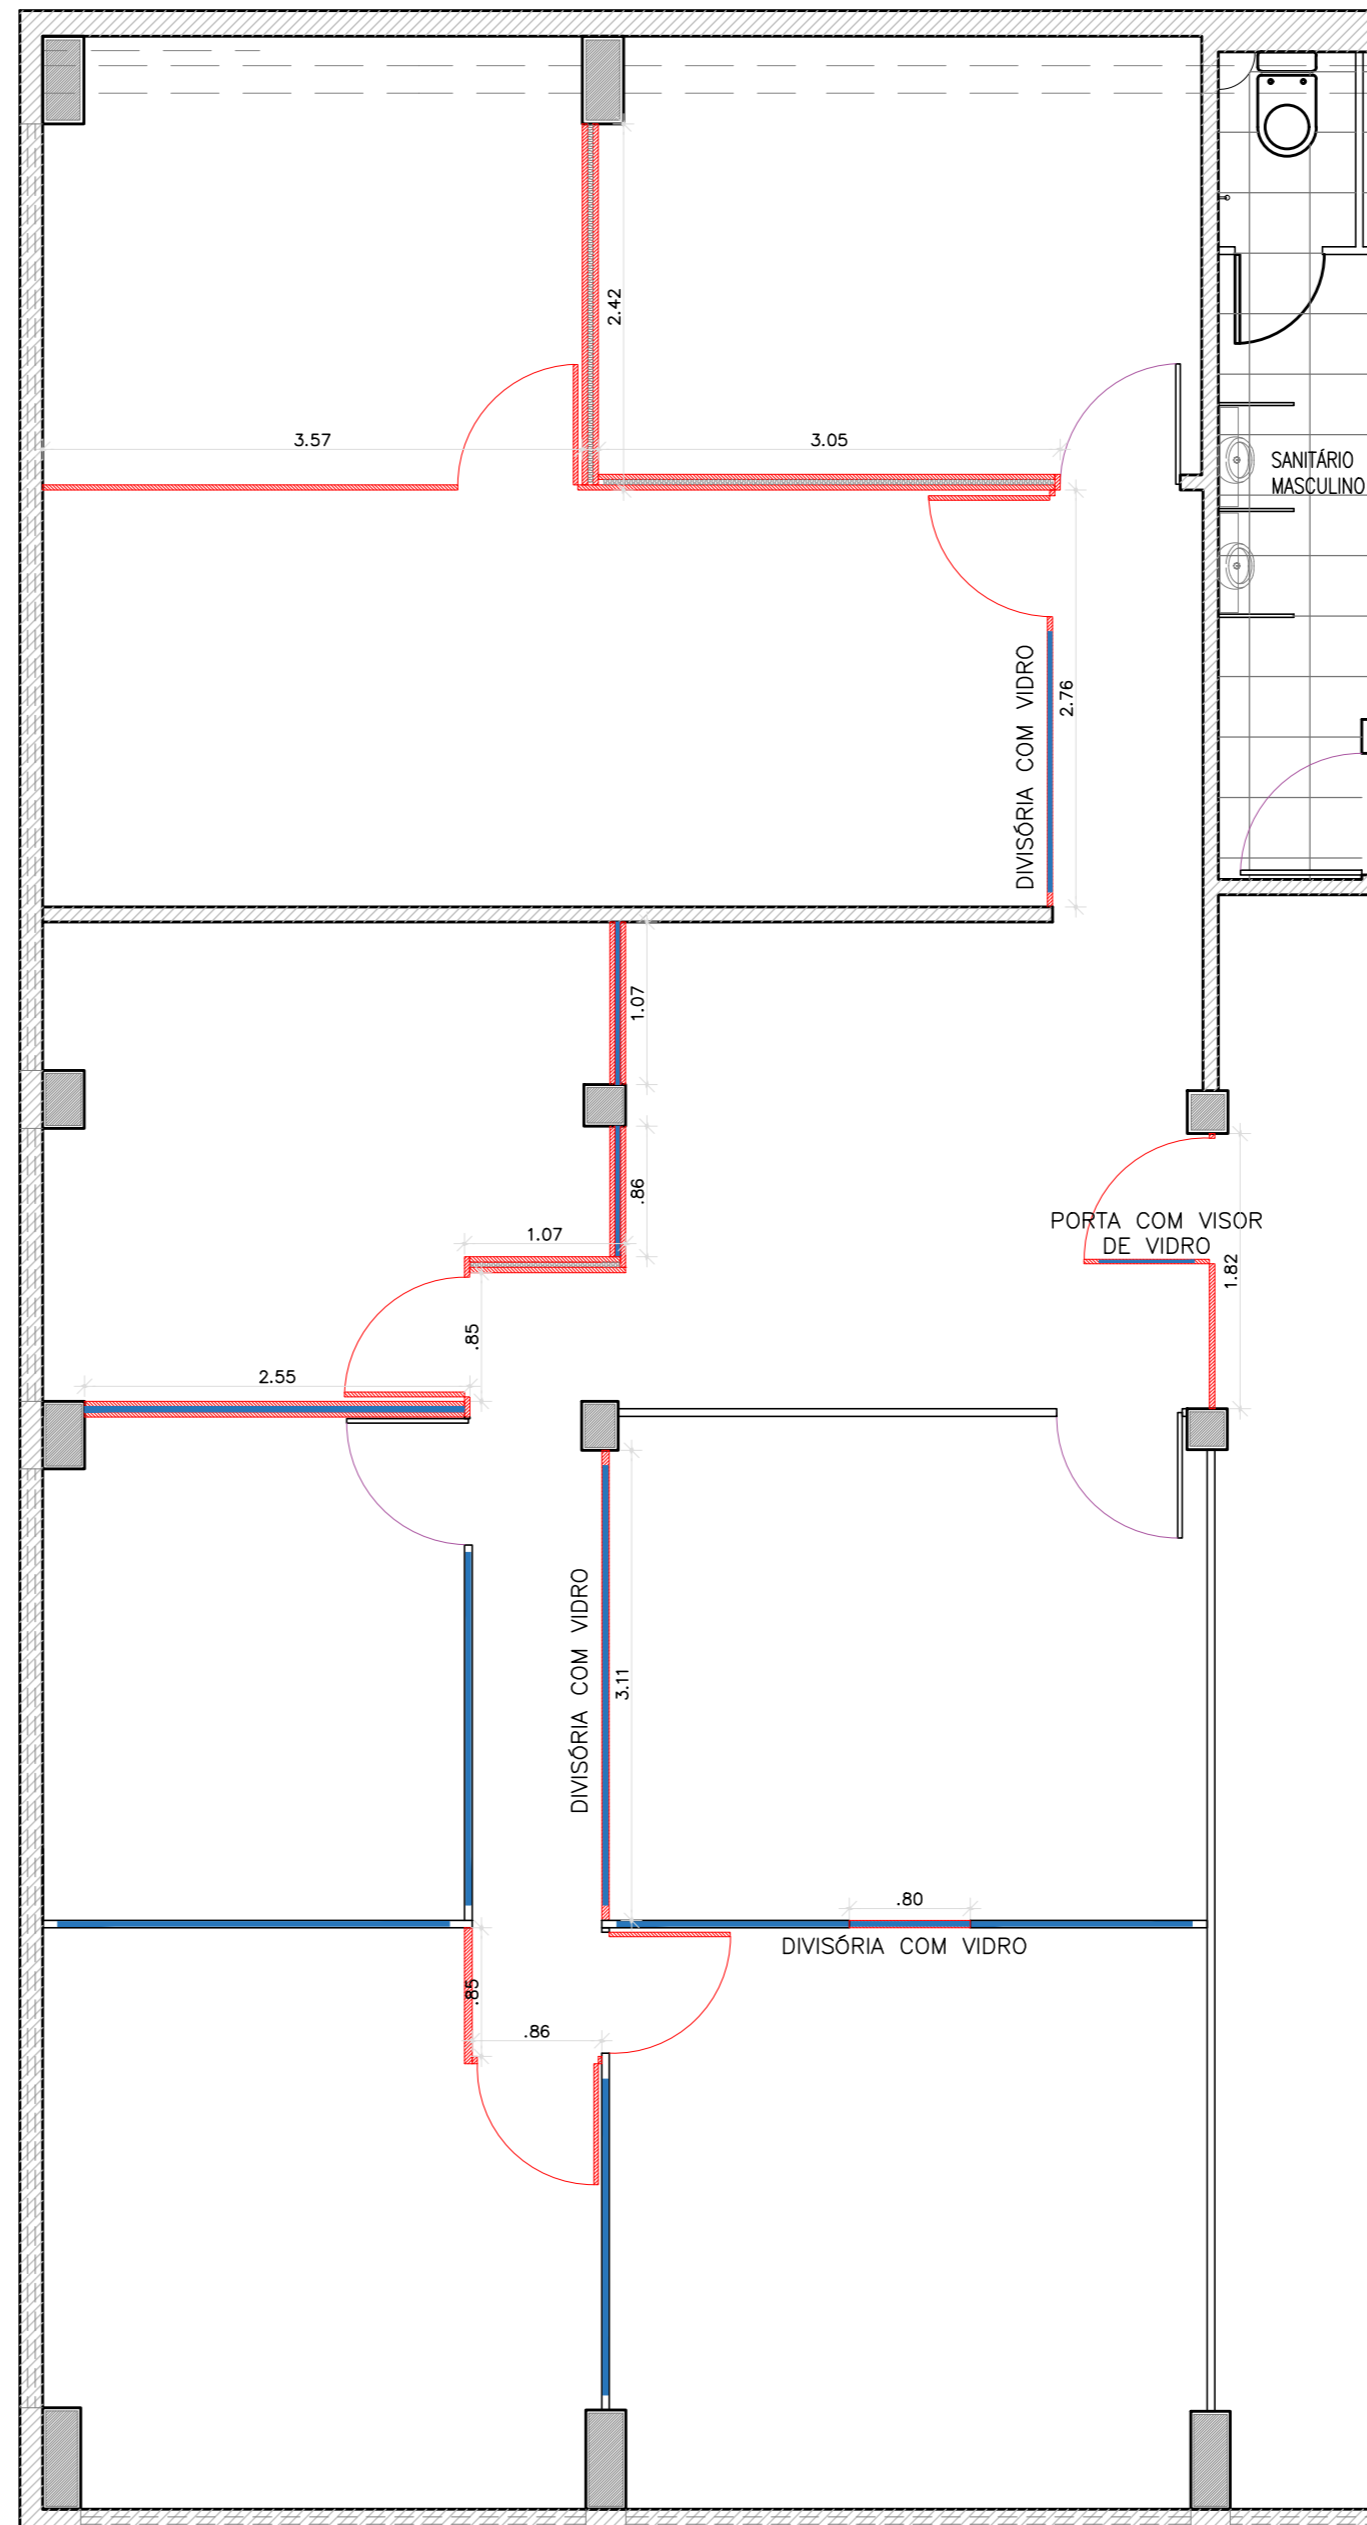 2.42
3.57
3.05
SANITÁRIO
MASCULINO
DIVISÓRIA COM VIDRO
2.76
1.07
.86
PORTA COM VISOR
DE VIDRO
1.07
1.82
.85
2.55
DIVISÓRIA COM VIDRO
3.11
.80
DIVISÓRIA COM VIDRO
.85
.86